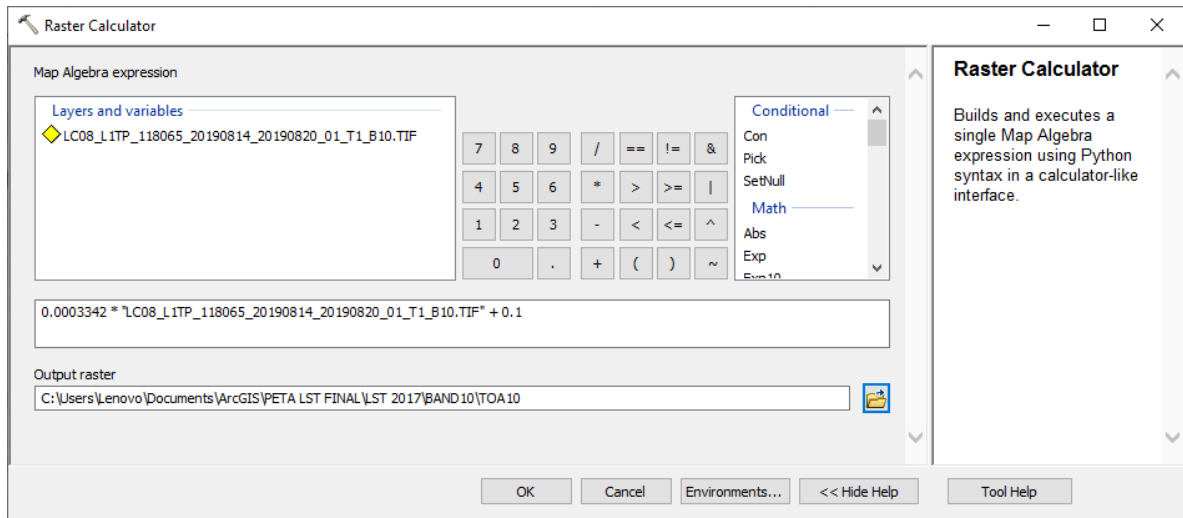 Raster Calculator
Map Algebra expression
Layers and variables
LC08_L1TP_118065_20190814_20190820_01_T1_B10.TIF
7 8 9 / == != &
4 5 6 * > >= |
1 2 3 - < <= ^
0 . + ( ) ~
Conditional
Con
Pick
SetNull
Math
Abs
Exp
Exp10
0.0003342 * "LC08_L1TP_118065_20190814_20190820_01_T1_B10.TIF" + 0.1
Output raster
C:\Users\Lenovo\Documents\ArcGIS\PETA LST FINAL\LST 2017\BAND10\TOA10
OK Cancel Environments... << Hide Help Tool Help
Raster Calculator
Builds and executes a
single Map Algebra
expression using Python
syntax in a calculator-like
interface.